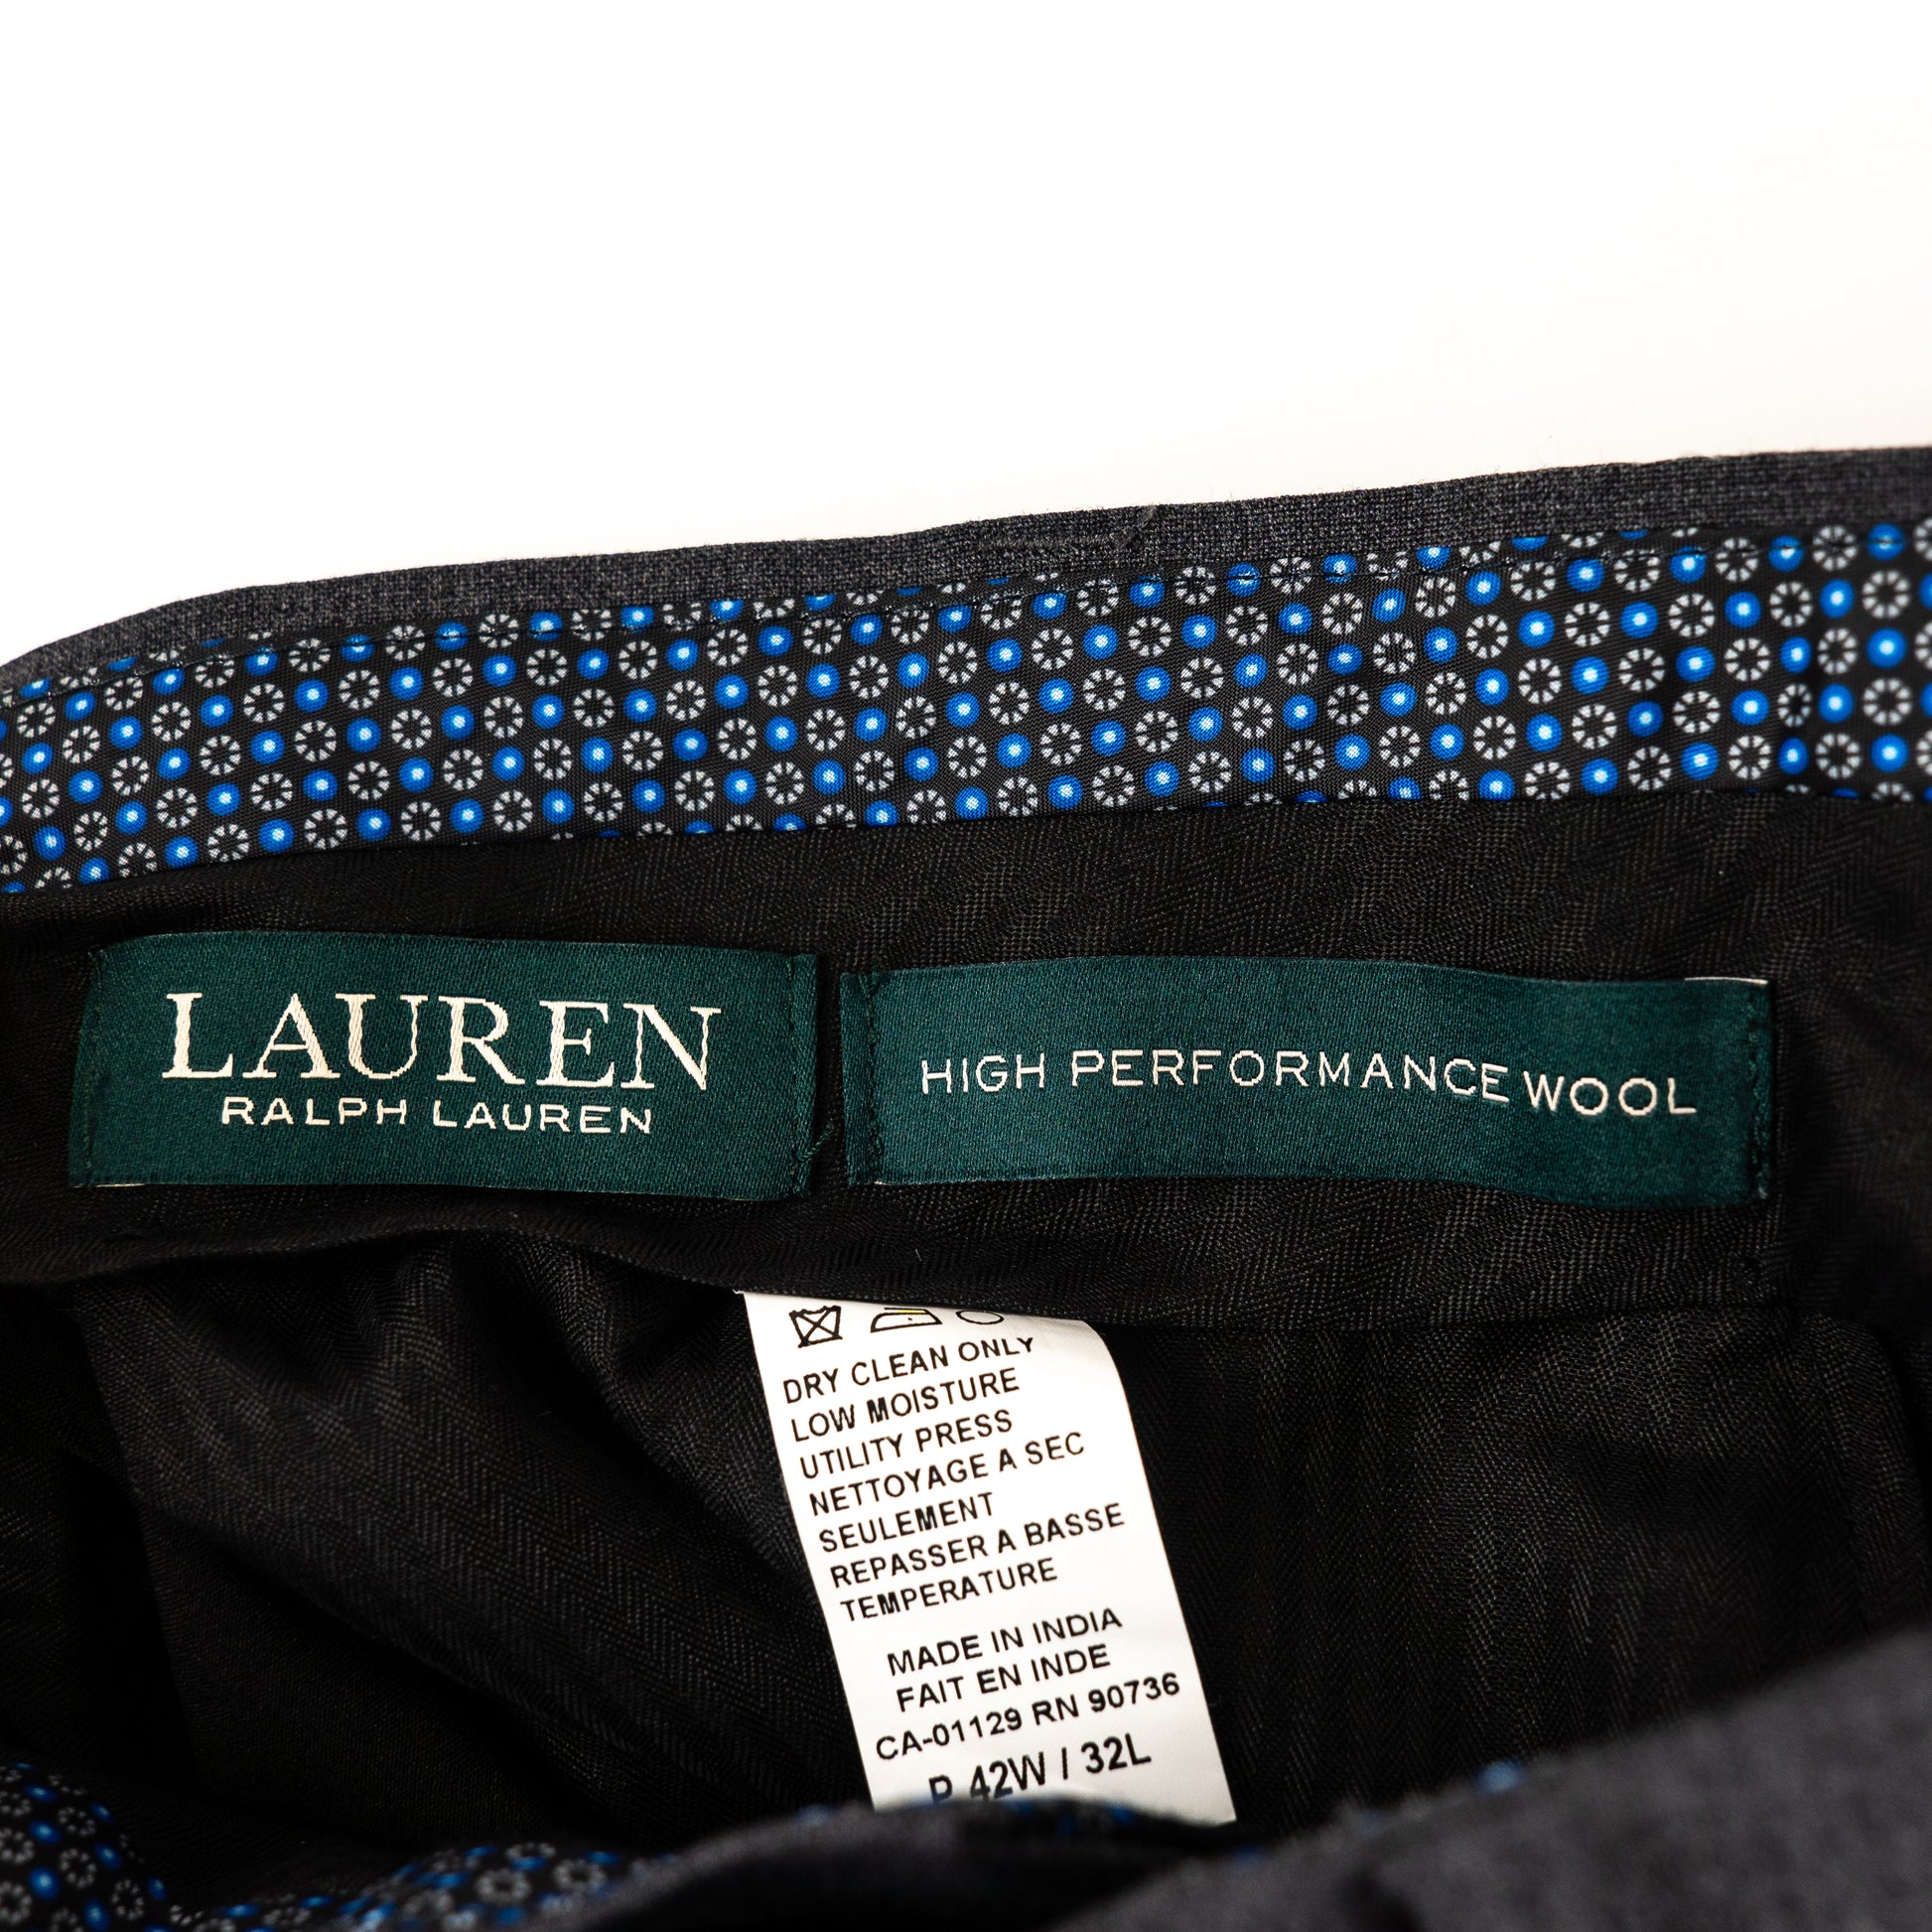 LAUREN
RALPH LAUREN
HIGH PERFORMANCE WOOL
DRY CLEAN ONLY
LOW MOISTURE
UTILITY PRESS
NETTOYAGE A SEC
SEULEMENT
REPASSER A BASSE
TEMPERATURE
MADE IN INDIA
FAIT EN INDE
CA-01129 RN 90736
42W / 32L